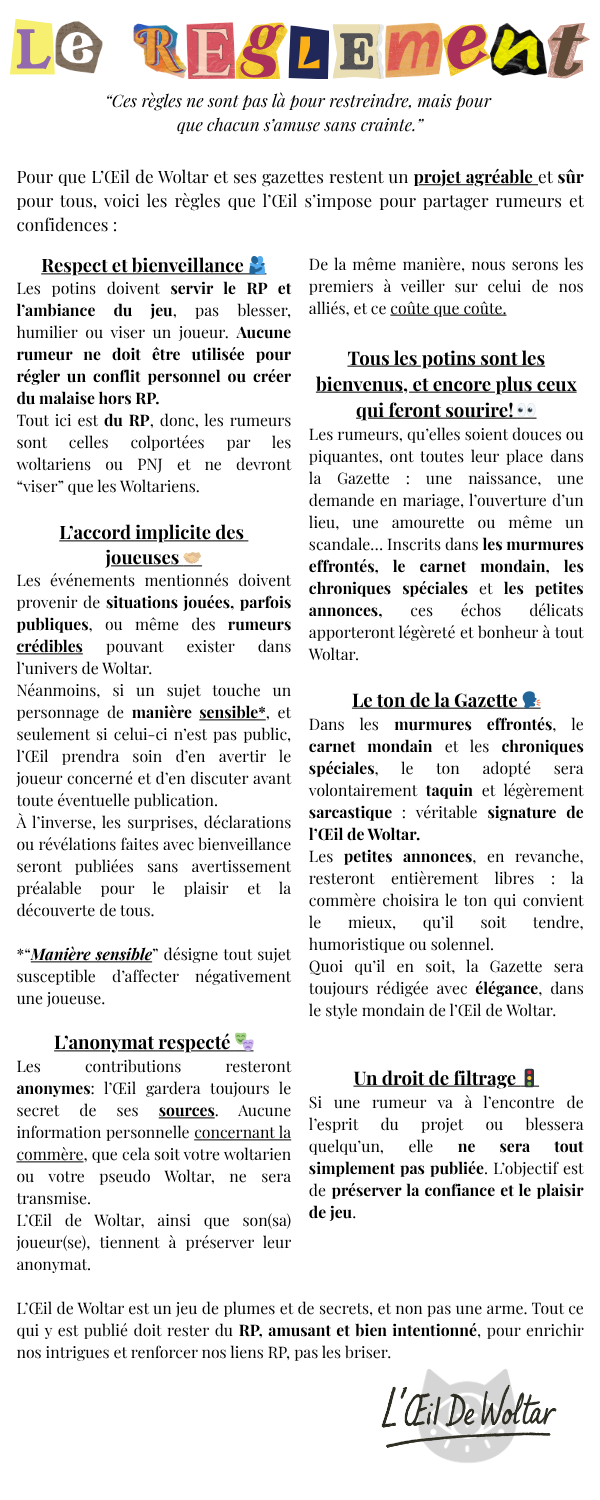 Le REglement
“Ces règles ne sont pas là pour restreindre, mais pour
que chacun s’amuse sans crainte.”
Pour que L’Œil de Woltar et ses gazettes restent un projet agréable et sûr
pour tous, voici les règles que l’Œil s’impose pour partager rumeurs et
confidences :
Respect et bienveillance 🫂
Les potins doivent servir le RP et
l’ambiance du jeu, pas blesser,
humilier ou viser un joueur. Aucune
rumeur ne doit être utilisée pour
régler un conflit personnel ou créer
du malaise hors RP.
Tout ici est du RP, donc, les rumeurs
sont celles colportées par les
woltariens ou PNJ et ne devront
“viser” que les Woltariens.
L’accord implicite des
joueuses 🤝🏼
Les événements mentionnés doivent
provenir de situations jouées, parfois
publiques, ou même des rumeurs
crédibles pouvant exister dans
l’univers de Woltar.
Néanmoins, si un sujet touche un
personnage de manière sensible*, et
seulement si celui-ci n’est pas public,
l’Œil prendra soin d’en avertir le
joueur concerné et d’en discuter avant
toute éventuelle publication.
À l’inverse, les surprises, déclarations
ou révélations faites avec bienveillance
seront publiées sans avertissement
préalable pour le plaisir et la
découverte de tous.
*“Manière sensible” désigne tout sujet
susceptible d’affecter négativement
une joueuse.
L’anonymat respecté 🎭
Les contributions resteront
anonymes: l’Œil gardera toujours le
secret de ses sources. Aucune
information personnelle concernant la
commère, que cela soit votre woltarien
ou votre pseudo Woltar, ne sera
transmise.
L’Œil de Woltar, ainsi que son(sa)
joueur(se), tiennent à préserver leur
anonymat.
De la même manière, nous serons les
premiers à veiller sur celui de nos
alliés, et ce coûte que coûte.
Tous les potins sont les
bienvenus, et encore plus ceux
qui feront sourire!👀
Les rumeurs, qu’elles soient douces ou
piquantes, ont toutes leur place dans
la Gazette : une naissance, une
demande en mariage, l’ouverture d’un
lieu, une amourette ou même un
scandale... Inscrits dans les murmures
effrontés, le carnet mondain, les
chroniques spéciales et les petites
annonces, ces échos délicats
apporteront légèreté et bonheur à tout
Woltar.
Le ton de la Gazette 🗣️
Dans les murmures effrontés, le
carnet mondain et les chroniques
spéciales, le ton adopté sera
volontairement taquin et légèrement
sarcastique : véritable signature de
l’Œil de Woltar.
Les petites annonces, en revanche,
resteront entièrement libres : la
commère choisira le ton qui convient
le mieux, qu’il soit tendre,
humoristique ou solennel.
Quoi qu’il en soit, la Gazette sera
toujours rédigée avec élégance, dans
le style mondain de l’Œil de Woltar.
Un droit de filtrage 🚦
Si une rumeur va à l’encontre de
l’esprit du projet ou blessera
quelqu’un, elle ne sera tout
simplement pas publiée. L’objectif est
de préserver la confiance et le plaisir
de jeu.
L’Œil de Woltar est un jeu de plumes et de secrets, et non pas une arme. Tout ce
qui y est publié doit rester du RP, amusant et bien intentionné, pour enrichir
nos intrigues et renforcer nos liens RP, pas les briser.
L’Œil De Woltar